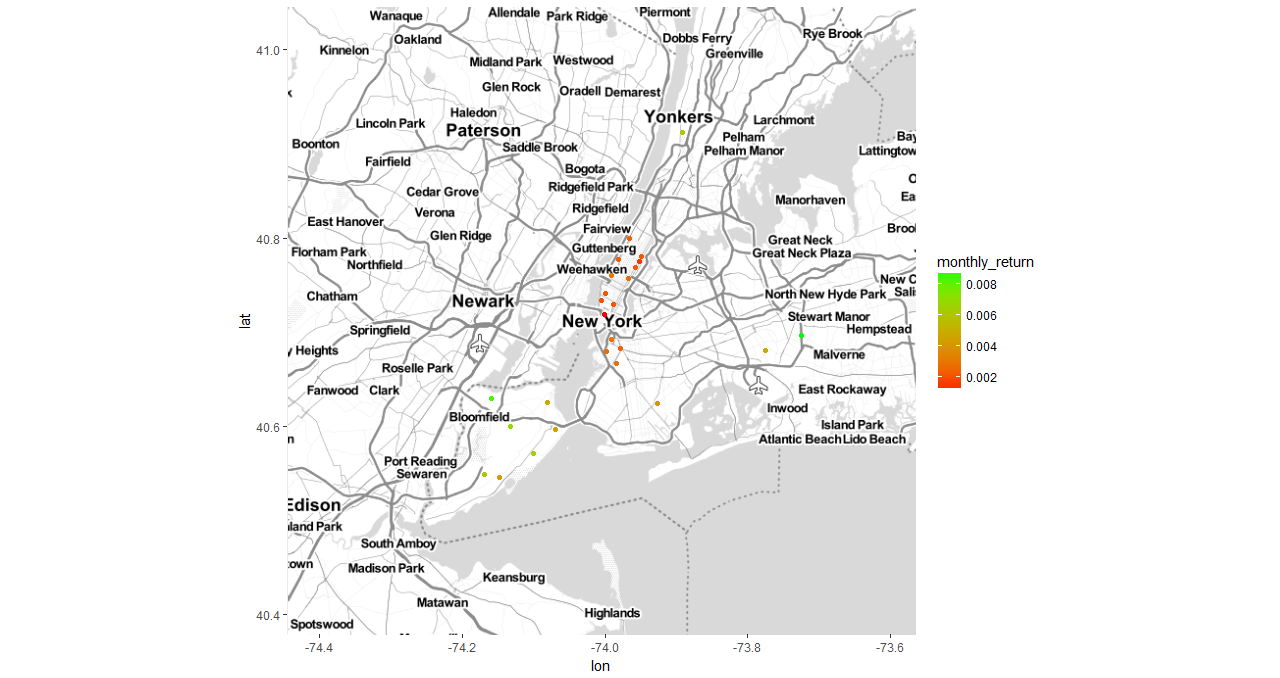 Wanaque
Allendale
Park Ridge
Piermont
Oakland
Dobbs Ferry
Rye Brook
41.0
Kinnelon
Greenville
Midland Park
Westwood
Glen Rock
Oradell
Demarest
Haledon
Yonkers
Larchmont
Lincoln Park
Paterson
Pelham
Bay
Boonton
Saddle Brook
Pelham Manor
Lattingtow
Fairfield
Bogota
Cedar Grove
Ridgefield Park
Ea
Verona
Ridgefield
Manorhaven
East Hanover
Fairview
Broo
40.8
Glen Ridge
Great Neck
Florham Park
Guttenberg
Great Neck Plaza
Northfield
Weehawken
monthly_return
New C
Chatham
Newark
North New Hyde Park
Sali
0.008
Springfield
New York
Stewart Manor
0.006
lat
Hempstead
y Heights
Malverne
0.004
Roselle Park
0.002
Fanwood
Clark
East Rockaway
Inwood
Bloomfield
Island Park
40.6
n
Atlantic Beach
Lido Beach
Port Reading
Sewaren
Edison
land Park
South Amboy
town
Madison Park
Keansburg
Matawan
Highlands
40.4
Spotswood
-74.4
-74.2
-74.0
-73.8
-73.6
lon